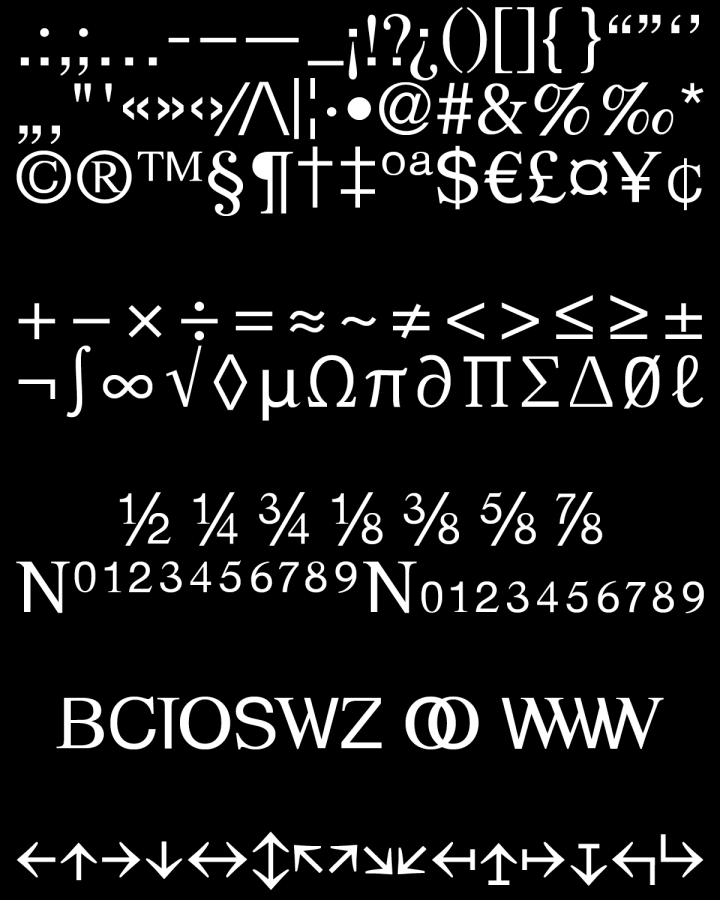 .:,;…-–—_¡!?¿()[]{}“”‘’
„‚"'«»‹›/⁄\|¦·•@#&%‰*
©®™§¶†‡ºª$€£¤¥¢
+−×÷=≈~≠<>≤≥±
¬∫∞√◊µΩπ∂∏∑∆Øℓ
½ ¼ ¾ ⅛ ⅜ ⅝ ⅞
N⁰¹²³⁴⁵⁶⁷⁸⁹N₀₁₂₃₄₅₆₇₈₉
BCIOSWZ OO WWW
←↑→↓↔↕↖↗↘↙↤↥↦↧↰↳